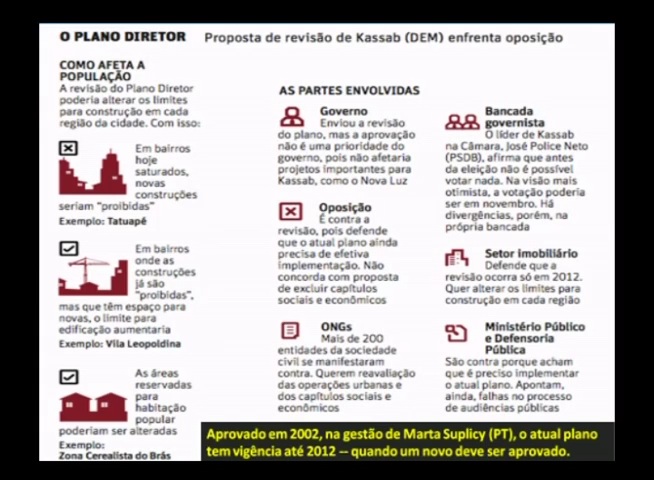 O PLANO DIRETOR Proposta de revisão de Kassab (DEM) enfrenta oposição
COMO AFETA A
POPULAÇÃO
A revisão do Plano Diretor
poderia alterar os limites
para construção em cada
região da cidade. Com isso:
Em bairros
hoje
saturados,
novas
construções
seriam "proibidas"
Exemplo: Tatuapé
Em bairros
onde as
construções
já são
"proibidas",
mas que têm espaço para
novas, o limite para
edificação aumentaria
Exemplo: Vila Leopoldina
As áreas
reservadas
para
habitação
popular
poderiam ser alteradas
Exemplo:
Zona Cerealista do Brás
AS PARTES ENVOLVIDAS
Governo
Enviou a revisão
do plano, mas a aprovação
não é uma prioridade do
governo, pois não afetaria
projetos importantes para
Kassab, como o Nova Luz
Oposição
É contra a
revisão, pois defende
que o atual plano ainda
precisa de efetiva
implementação. Não
concorda com proposta
de excluir capítulos
sociais e econômicos
ONGs
Mais de 200
entidades da sociedade
civil se manifestaram
contra. Querem reavaliação
das operações urbanas e
dos capítulos sociais e
econômicos
Bancada
governista
O líder de Kassab
na Câmara, José Police Neto
(PSDB), afirma que antes
da eleição não é possível
votar nada. Na visão mais
otimista, a votação poderia
ser em novembro. Há
divergências, porém, na
própria bancada
Setor imobiliário
Defende que a
revisão ocorra só em 2012.
Quer alterar os limites para
construção em cada região
Ministério Público
e Defensoria
Pública
São contra porque acham
que é preciso implementar
o atual plano. Apontam,
ainda, falhas no processo
de audiências públicas
Aprovado em 2002, na gestão de Marta Suplicy (PT), o atual plano
tem vigência até 2012 -- quando um novo deve ser aprovado.